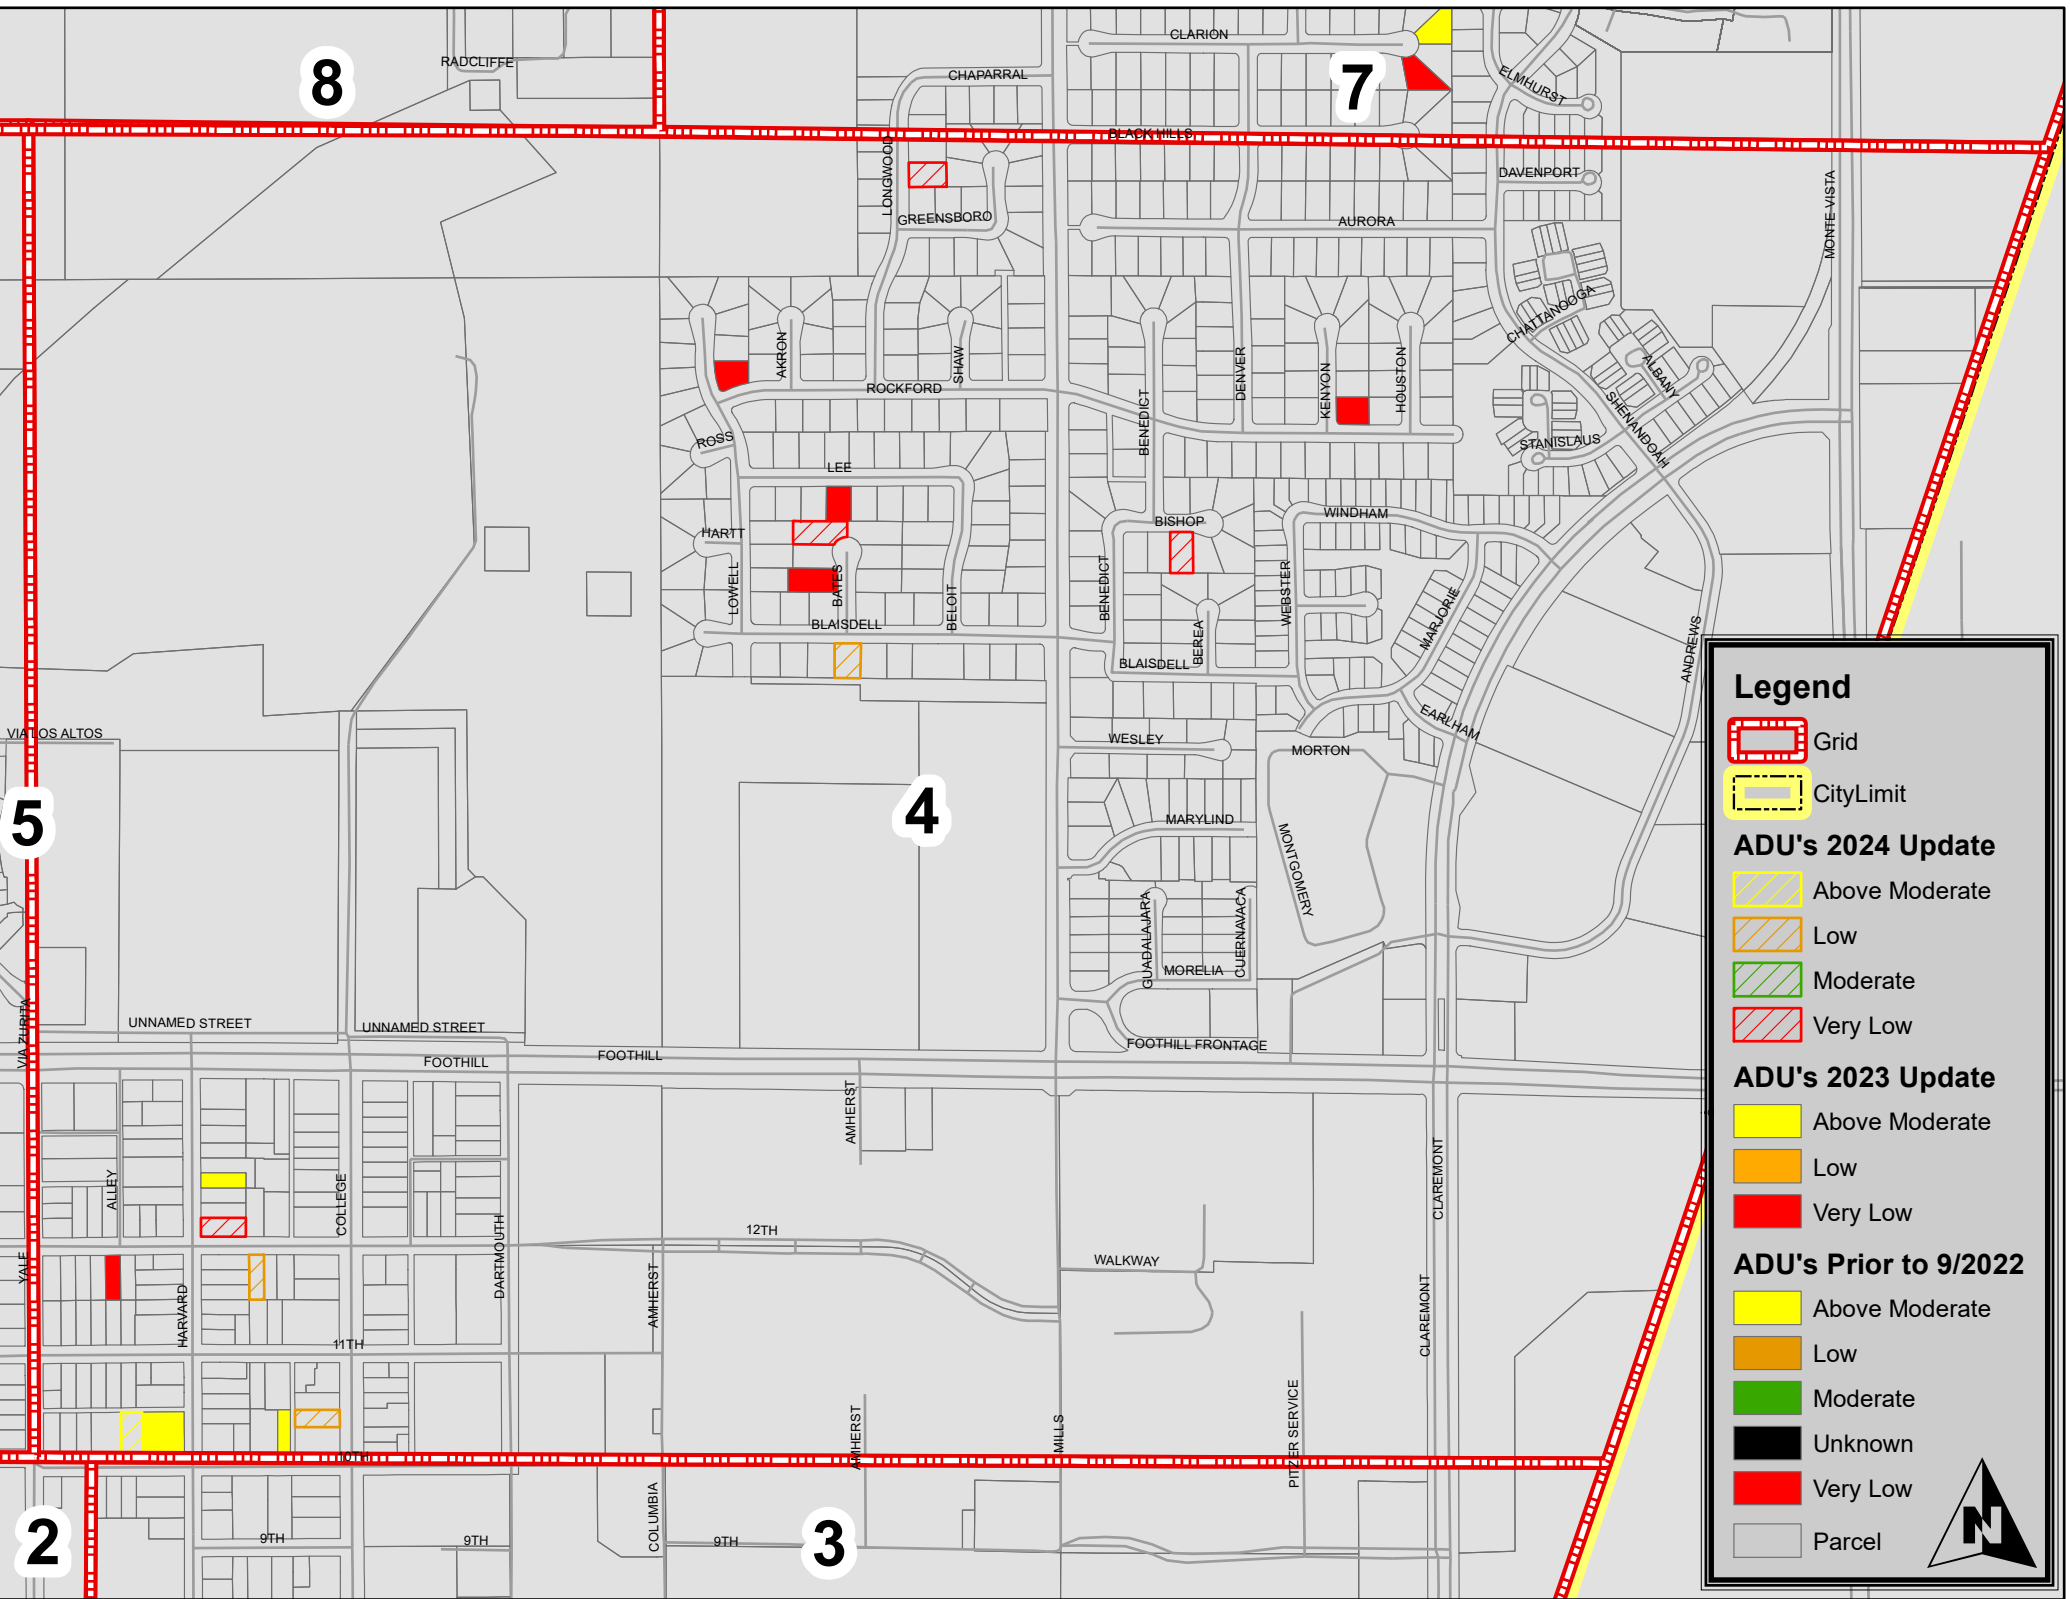 CLARION
RADCLIFFE
8
7
CHAPARRAL
ELMHURST
BLACK HILLS
LONGWOOD
DAVENPORT
GREENSBORO
AURORA
MONTE VISTA
CHATTANOOGA
AKRON
SHAW
ROCKFORD
DENVER
KENYON
HOUSTON
ALBANY
BENEDICT
ROSS
LEE
STANISLAUS
SHENANDOAH
HARTT
BISHOP
WINDHAM
LOWELL
BATES
BELOIT
BENEDICT
WEBSTER
MARJORIE
BLAISDELL
BEREA
BLAISDELL
ANDREWS
EARLHAM
VIA LOS ALTOS
WESLEY
MORTON
5
4
MARYLIND
MONTGOMERY
GUADALAJARA
CUERNAVACA
MORELIA
VIA ZURITA
UNNAMED STREET
UNNAMED STREET
FOOTHILL
FOOTHILL
FOOTHILL FRONTAGE
AMHERST
ALLEY
COLLEGE
DARTMOUTH
CLAREMONT
12TH
WALKWAY
YALE
HARVARD
AMHERST
CLAREMONT
11TH
AMHERST
MILLS
PITZER SERVICE
10TH
COLUMBIA
2
9TH
9TH
9TH
3
Legend
Grid
CityLimit
ADU's 2024 Update
Above Moderate
Low
Moderate
Very Low
ADU's 2023 Update
Above Moderate
Low
Very Low
ADU's Prior to 9/2022
Above Moderate
Low
Moderate
Unknown
Very Low
Parcel
N